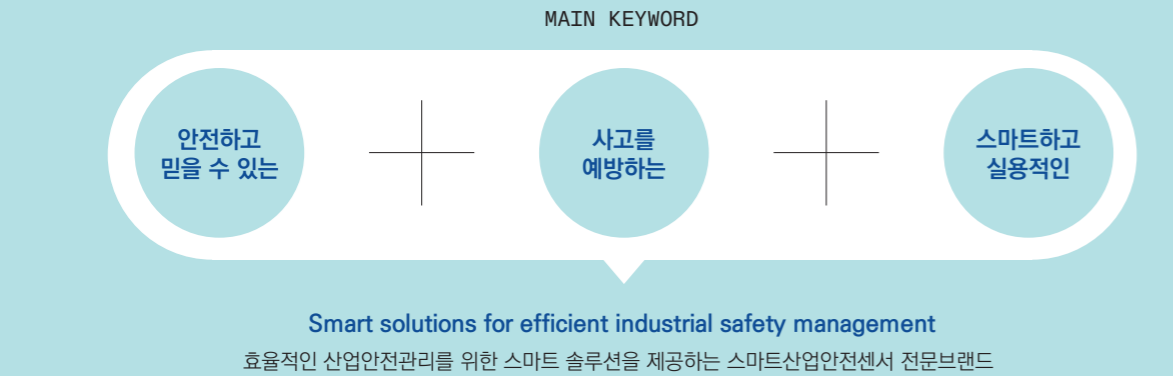 MAIN KEYWORD
안전하고
믿을 수 있는
사고를
예방하는
스마트하고
실용적인
Smart solutions for efficient industrial safety management
효율적인 산업안전관리를 위한 스마트 솔루션을 제공하는 스마트산업안전센서 전문브랜드